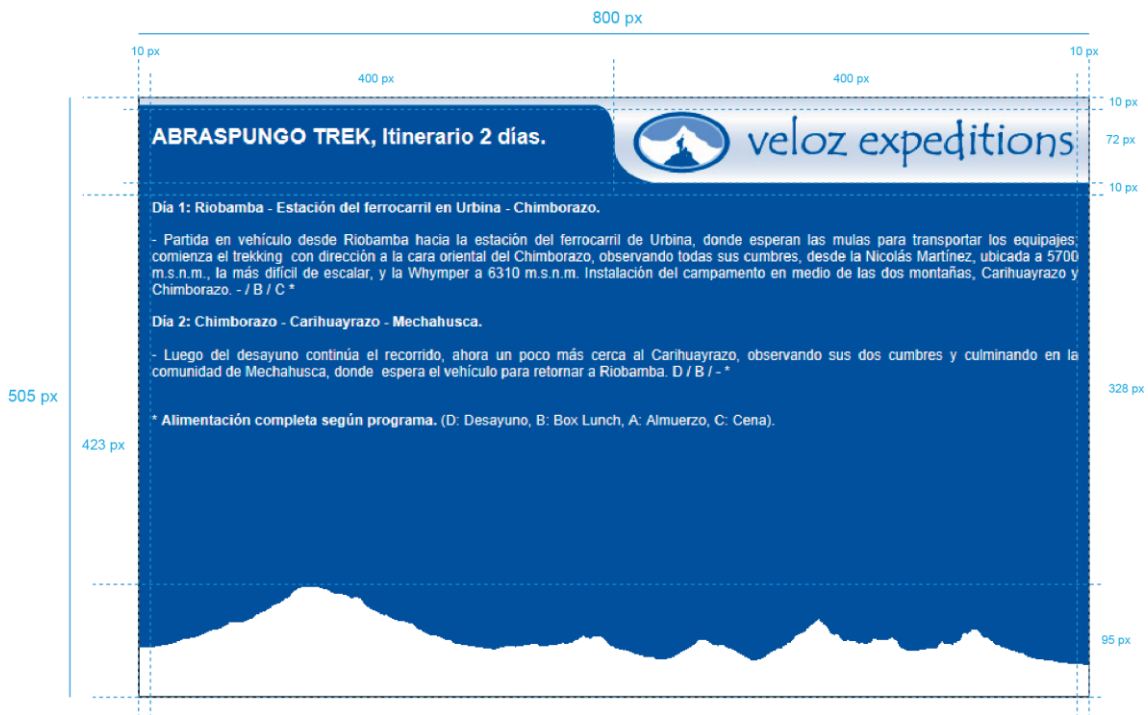 800 px
10 px
10 px
400 px
400 px
10 px
ABRASPUNGO TREK, Itinerario 2 días.
veloz expeditions
72 px
10 px
Día 1: Riobamba - Estación del ferrocarril en Urbina - Chimborazo.
- Partida en vehículo desde Riobamba hacia la estación del ferrocarril de Urbina, donde esperan las mulas para transportar los equipajes;
comienza el trekking con dirección a la cara oriental del Chimborazo, observando todas sus cumbres, desde la Nicolás Martínez, ubicada a 5700
m.s.n.m., la más difícil de escalar, y la Whymper a 6310 m.s.n.m. Instalación del campamento en medio de las dos montañas, Carihuayrazo y
Chimborazo. - / B / C *
Día 2: Chimborazo - Carihuayrazo - Mechahusca.
- Luego del desayuno continúa el recorrido, ahora un poco más cerca al Carihuayrazo, observando sus dos cumbres y culminando en la
comunidad de Mechahusca, donde espera el vehículo para retornar a Riobamba. D / B / - *
505 px
328 px
* Alimentación completa según programa. (D: Desayuno, B: Box Lunch, A: Almuerzo, C: Cena).
423 px
95 px